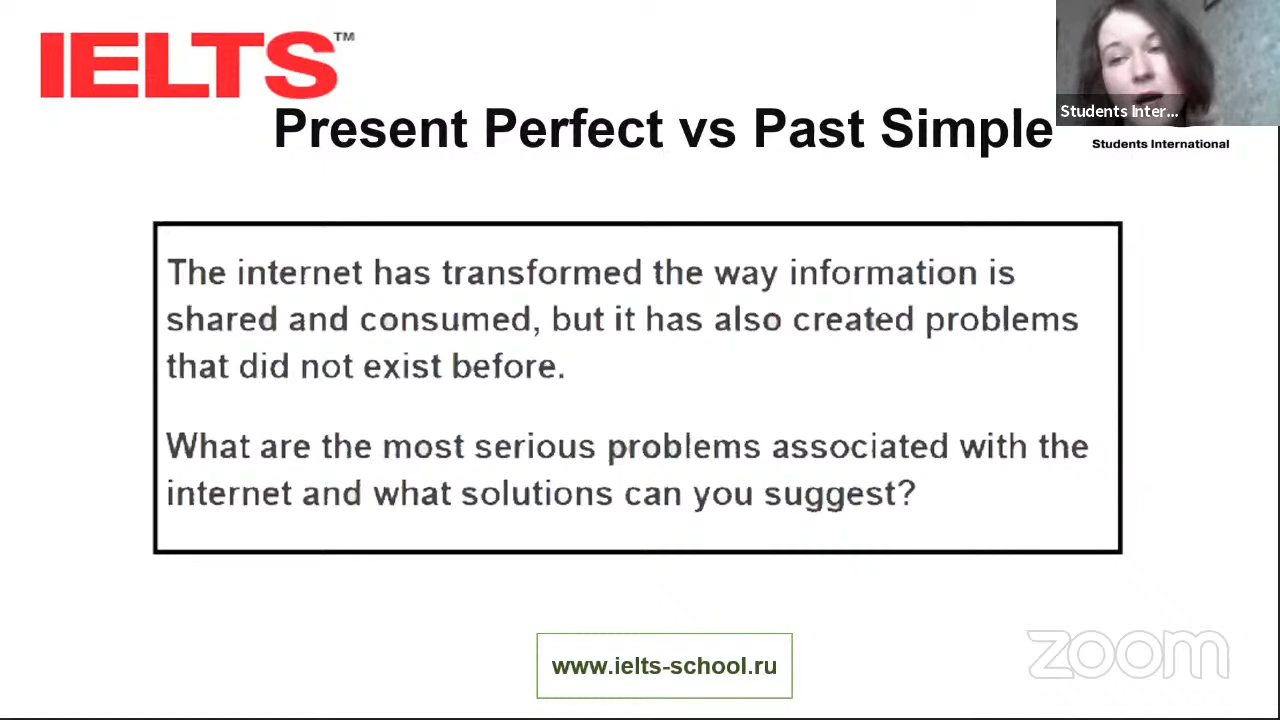 IELTS™
Present Perfect vs Past Simple
Students Inter...
Students International
The internet has transformed the way information is
shared and consumed, but it has also created problems
that did not exist before.
What are the most serious problems associated with the
internet and what solutions can you suggest?
www.ielts-school.ru
zoom